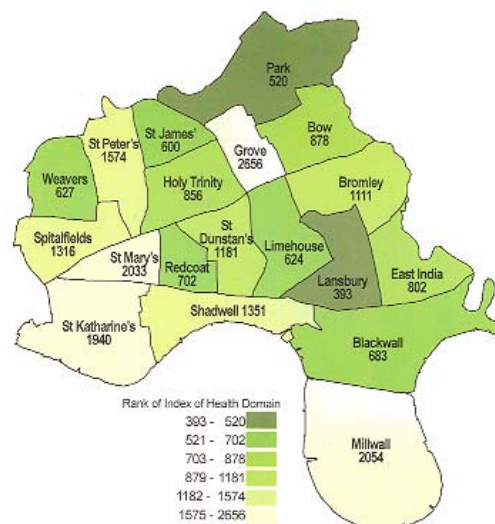 Park
520
Bow
878
St James'
600
Grove
2656
St Peter's
1574
Weavers
627
Holy Trinity
856
Bromley
1111
Spitalfields
1316
St
Dunstan's
1181
Limehouse
624
St Mary's
2033
Redcoat
702
Lansbury
393
East India
802
Shadwell 1351
St Katharine's
1940
Blackwall
683
Millwall
2054
Rank of Index of Health Domain
393 - 520
521 - 702
703 - 878
879 - 1181
1182 - 1574
1575 - 2656